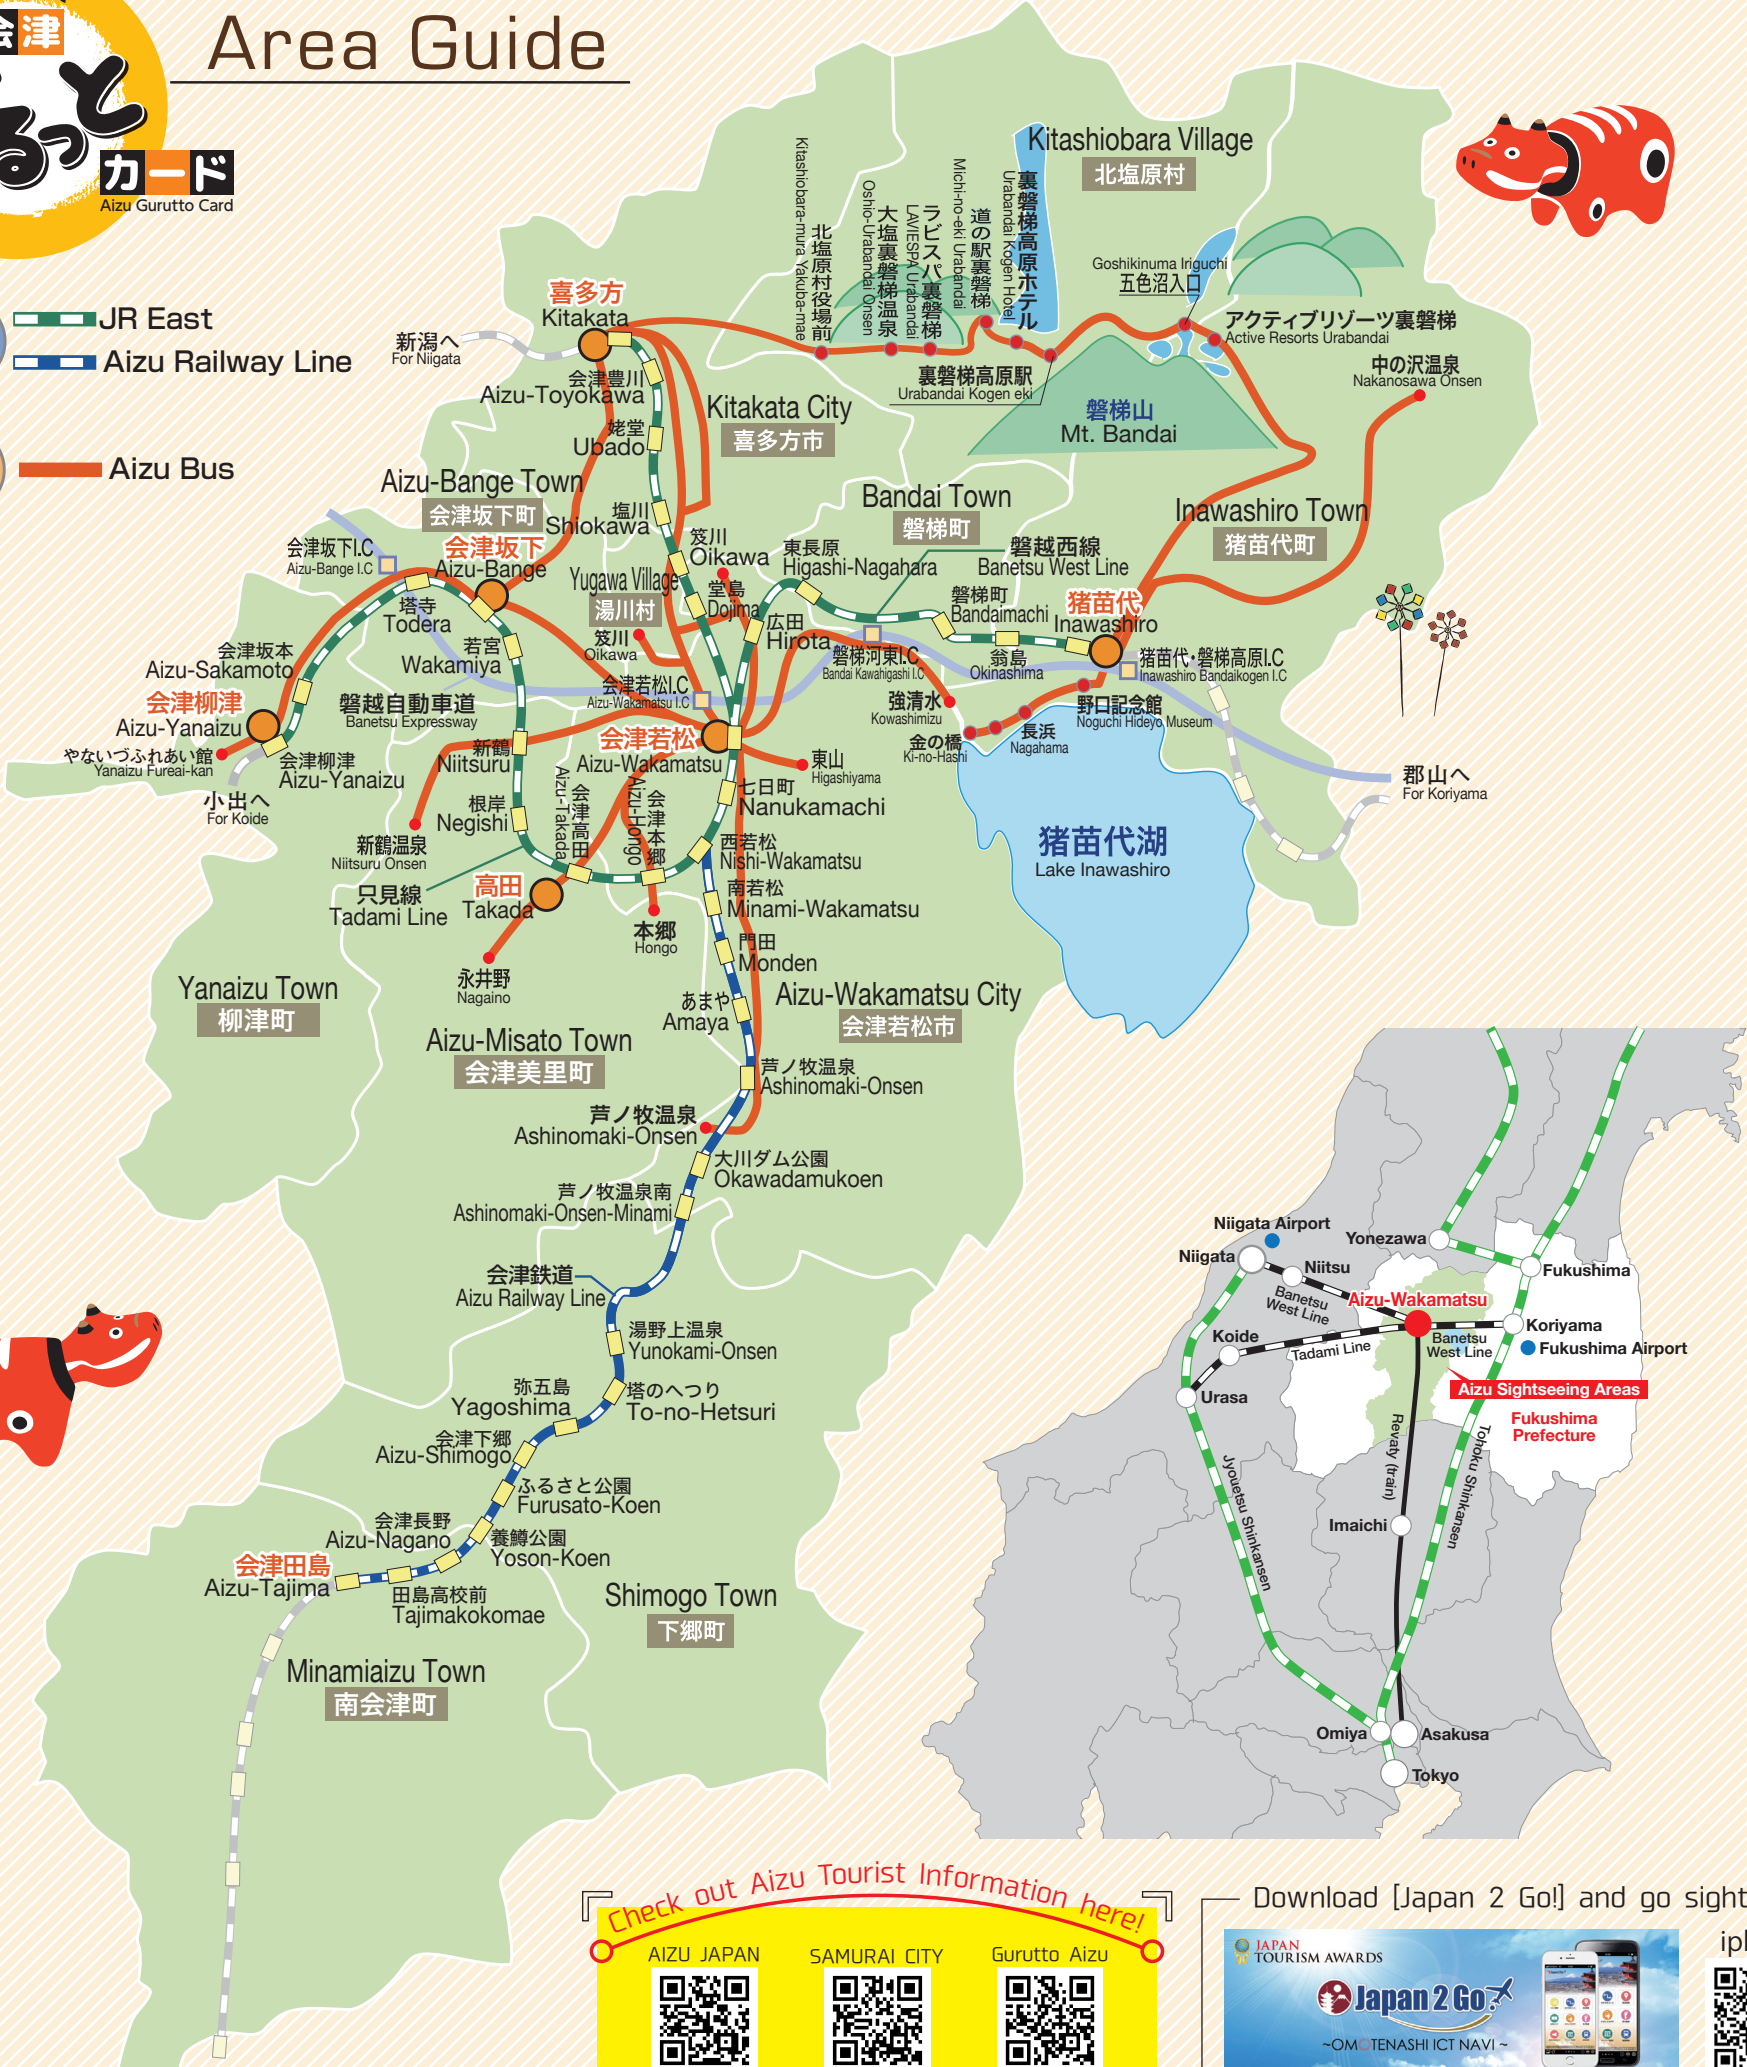 会津
ぐるっと
カード
Aizu Gurutto Card
Area Guide
JR East
Aizu Railway Line
Aizu Bus
Kitashiobara Village
北塩原村
北塩原村役場前
Kitashiobara-mura Yakuba-mae
大塩裏磐梯温泉
Oshio-Urabandai Onsen
ラビスパ裏磐梯
LAVIESPA Urabandai
道の駅裏磐梯
Michi-no-eki Urabandai
裏磐梯高原ホテル
Urabandai Kogen Hotel
Goshikinuma Iriguchi
五色沼入口
アクティブリゾーツ裏磐梯
Active Resorts Urabandai
中の沢温泉
Nakanosawa Onsen
裏磐梯高原駅
Urabandai Kogen eki
磐梯山
Mt. Bandai
喜多方
Kitakata
新潟へ
For Niigata
会津豊川
Aizu-Toyokawa
姥堂
Ubado
Kitakata City
喜多方市
Aizu-Bange Town
会津坂下町
塩川
Shiokawa
Bandai Town
磐梯町
Inawashiro Town
猪苗代町
会津坂下I.C
Aizu-Bange I.C
会津坂下
Aizu-Bange
笈川
Oikawa
堂島
Dojima
東長原
Higashi-Nagahara
磐越西線
Banetsu West Line
Yugawa Village
湯川村
笈川
Oikawa
広田
Hirota
磐梯町
Bandaimachi
猪苗代
Inawashiro
塔寺
Todera
若宮
Wakamiya
会津坂本
Aizu-Sakamoto
磐梯河東I.C
Bandai Kawahigashi I.C
翁島
Okinashima
猪苗代・磐梯高原I.C
Inawashiro Bandaikogen I.C
会津柳津
Aizu-Yanaizu
やないづふれあい館
Yanaizu Fureai-kan
会津柳津
Aizu-Yanaizu
小出へ
For Koide
磐越自動車道
Banetsu Expressway
会津若松I.C
Aizu-Wakamatsu I.C
強清水
Kowashimizu
野口記念館
Noguchi Hideyo Museum
金の橋
Ki-no-Hashi
長浜
Nagahama
会津若松
Aizu-Wakamatsu
新鶴
Niitsuru
東山
Higashiyama
郡山へ
For Koriyama
根岸
Negishi
新鶴温泉
Niitsuru Onsen
会津高田
Aizu-Takada
会津本郷
Aizu-Hongo
七日町
Nanukamachi
西若松
Nishi-Wakamatsu
猪苗代湖
Lake Inawashiro
只見線
Tadami Line
高田
Takada
本郷
Hongo
永井野
Nagaino
南若松
Minami-Wakamatsu
門田
Monden
Yanaizu Town
柳津町
Aizu-Misato Town
会津美里町
あまや
Amaya
Aizu-Wakamatsu City
会津若松市
芦ノ牧温泉
Ashinomaki-Onsen
芦ノ牧温泉
Ashinomaki-Onsen
大川ダム公園
Okawadamukoen
芦ノ牧温泉南
Ashinomaki-Onsen-Minami
会津鉄道
Aizu Railway Line
湯野上温泉
Yunokami-Onsen
弥五島
Yagoshima
塔のへつり
To-no-Hetsuri
会津下郷
Aizu-Shimogo
ふるさと公園
Furusato-Koen
会津長野
Aizu-Nagano
養鱒公園
Yoson-Koen
会津田島
Aizu-Tajima
田島高校前
Tajimakokomae
Shimogo Town
下郷町
Minamiaizu Town
南会津町
Niigata Airport
Niigata
Niitsu
Yonezawa
Fukushima
Banetsu
West Line
Aizu-Wakamatsu
Koide
Tadami Line
Banetsu
West Line
Koriyama
Fukushima Airport
Urasa
Aizu Sightseeing Areas
Fukushima
Prefecture
Jyouetsu Shinkansen
Revaty (train)
Tohoku Shinkansen
Imaichi
Omiya
Asakusa
Tokyo
Check out Aizu Tourist Information here!
AIZU JAPAN
SAMURAI CITY
Gurutto Aizu
Download [Japan 2 Go!] and go sight
JAPAN
TOURISM AWARDS
Japan 2 Go!
~OMOTENASHI ICT NAVI ~